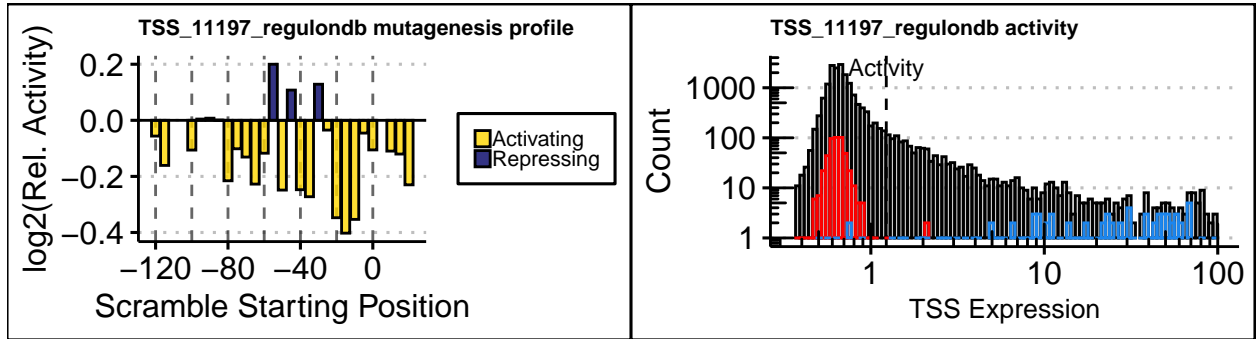 TSS_11197_regulondb mutagenesis profile
log2(Rel. Activity)
0.2
0.0
−0.2
−0.4
−120 −80 −40 0
Scramble Starting Position
Activating
Repressing
TSS_11197_regulondb activity
Activity
Count
1000
100
10
1
1 10 100
TSS Expression